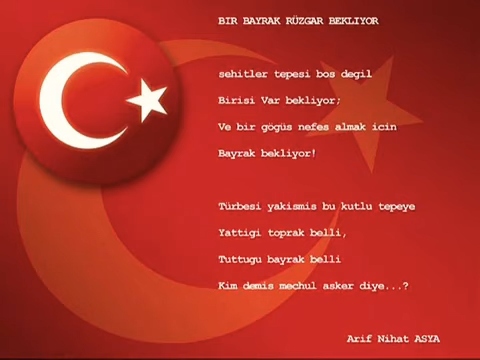 BIR BAYRAK RÜZGAR BEKLIYOR
sehitler tepesi bos degil
Birisi Var bekliyor;
Ve bir gögüs nefes almak icin
Bayrak bekliyor!
Türbesi yakismis bu kutlu tepeye
Yattigi toprak belli,
Tuttugu bayrak belli
Kim demis mechul asker diye...?
Arif Nihat ASYA